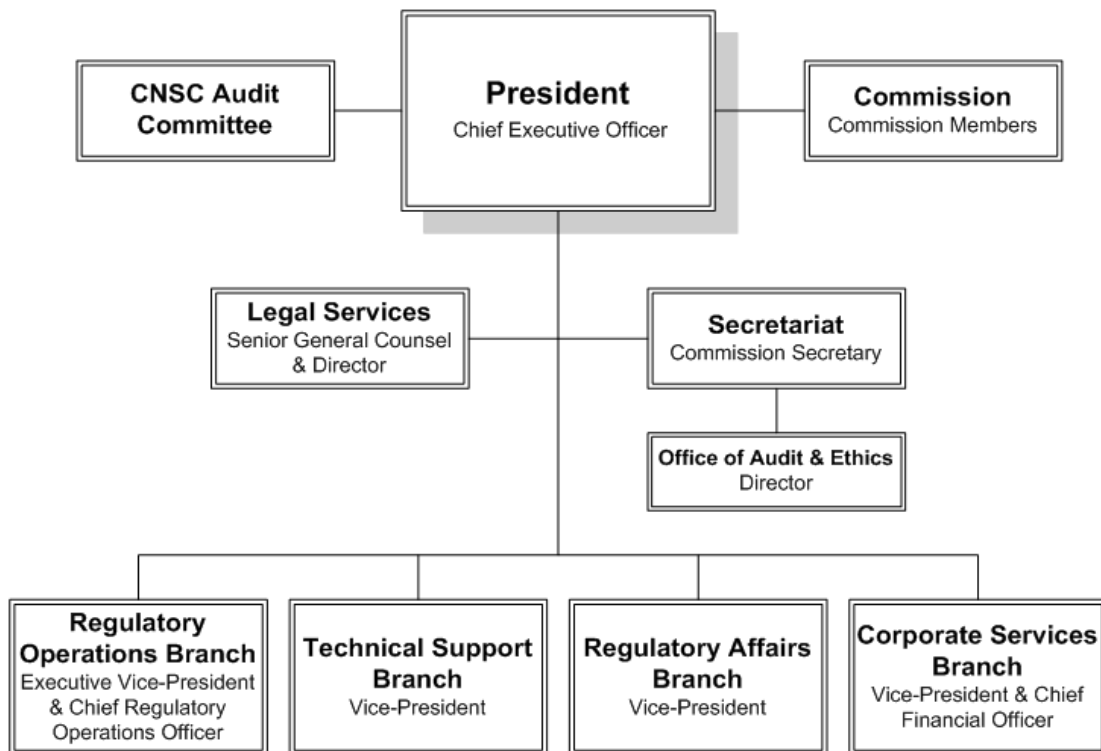 CNSC Audit
Committee
President
Chief Executive Officer
Commission
Commission Members
Legal Services
Senior General Counsel
& Director
Secretariat
Commission Secretary
Office of Audit & Ethics
Director
Regulatory
Operations Branch
Executive Vice-President
& Chief Regulatory
Operations Officer
Technical Support
Branch
Vice-President
Regulatory Affairs
Branch
Vice-President
Corporate Services
Branch
Vice-President & Chief
Financial Officer